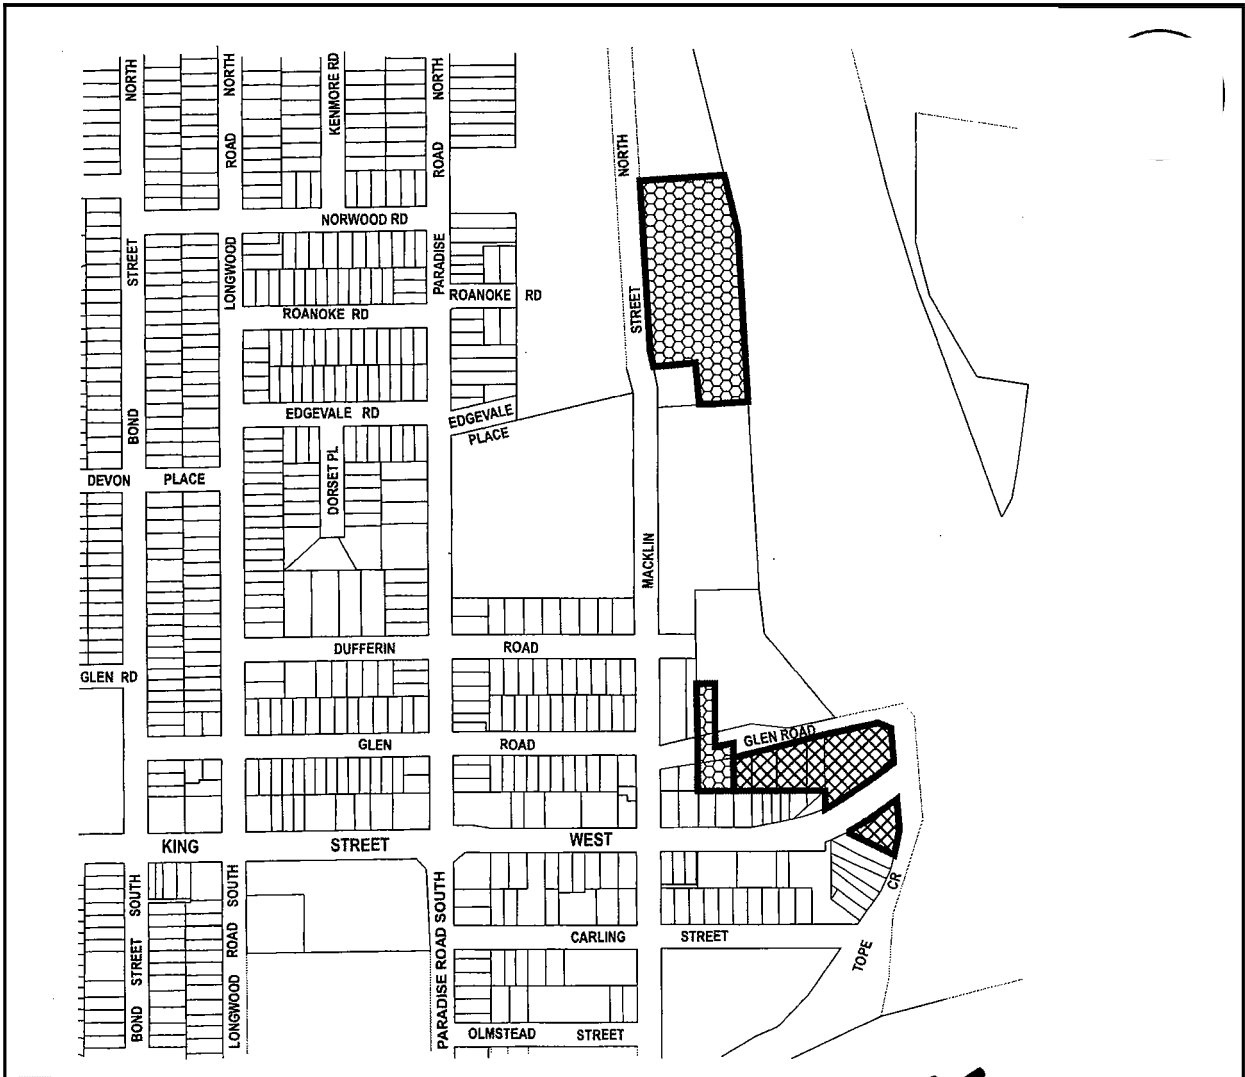 NORTH
NORTH
KENMORE RD
NORTH
NORTH
ROAD
ROAD
NORWOOD RD
STREET
LONGWOOD
PARADISE
ROANOKE RD
STREET
ROANOKE RD
EDGEVALE RD
BOND
EDGEVALE
PLACE
DEVON PLACE
DORSET PL
MACKLIN
DUFFERIN ROAD
GLEN RD
GLEN ROAD
GLEN ROAD
KING STREET WEST
SOUTH
SOUTH
PARADISE ROAD SOUTH
CR
CARLING STREET
STREET
ROAD
TOPE
BOND
LONGWOOD
OLMSTEAD STREET